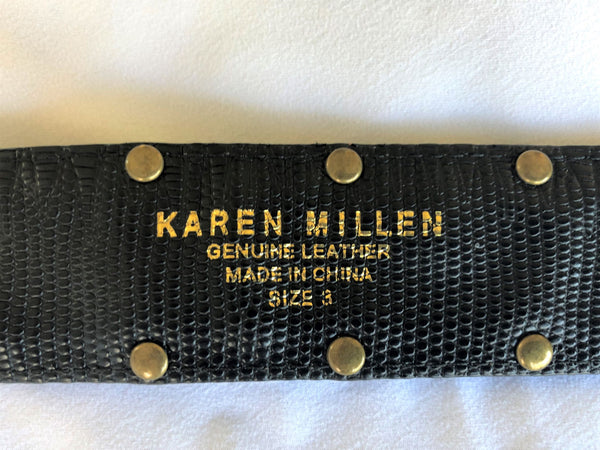 KAREN MILLEN
GENUINE LEATHER
MADE IN CHINA
SIZE 3